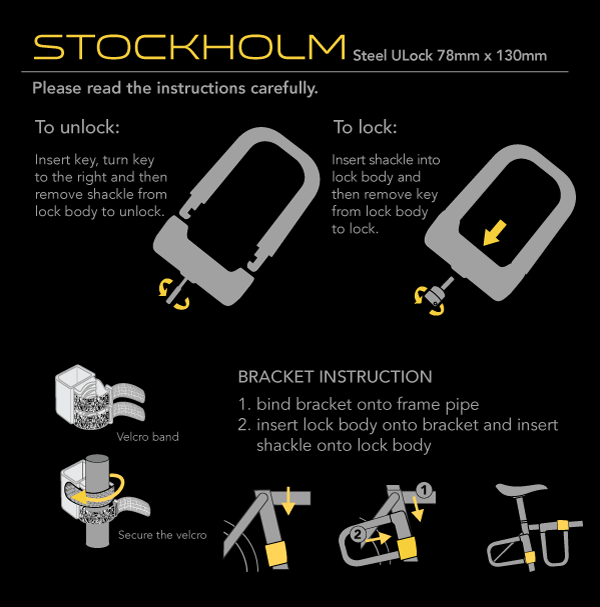 STOCKHOLM Steel ULock 78mm x 130mm
Please read the instructions carefully.
To unlock:
Insert key, turn key
to the right and then
remove shackle from
lock body to unlock.
To lock:
Insert shackle into
lock body and
then remove key
from lock body
to lock.
Velcro band
Secure the velcro
BRACKET INSTRUCTION
1. bind bracket onto frame pipe
2. insert lock body onto bracket and insert
shackle onto lock body
1
2